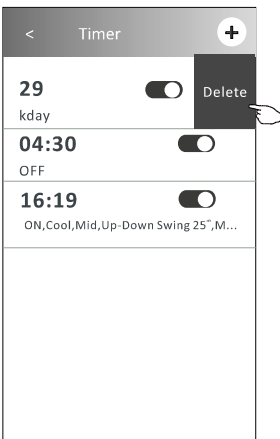 < Timer +
29
Delete
kday
04:30
OFF
16:19
ON,Cool,Mid,Up-Down Swing 25",M...